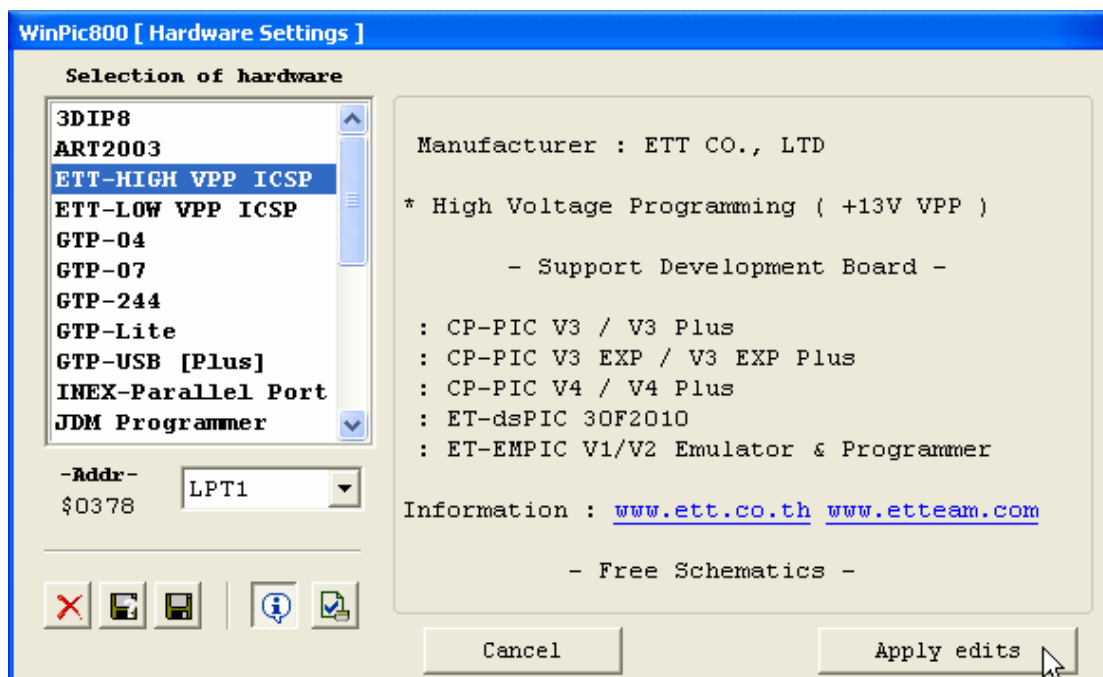 WinPic800 [ Hardware Settings ]
Selection of hardware
3DIP8
ART2003
ETT-HIGH VPP ICSP
ETT-LOW VPP ICSP
GTP-04
GTP-07
GTP-244
GTP-Lite
GTP-USB [Plus]
INEX-Parallel Port
JDM Programmer
-Addr-
$0378
LPT1
Manufacturer : ETT CO., LTD
* High Voltage Programming ( +13V VPP )
- Support Development Board -
: CP-PIC V3 / V3 Plus
: CP-PIC V3 EXP / V3 EXP Plus
: CP-PIC V4 / V4 Plus
: ET-dsPIC 30F2010
: ET-EMPIC V1/V2 Emulator & Programmer
Information : www.ett.co.th www.etteam.com
- Free Schematics -
Cancel
Apply edits